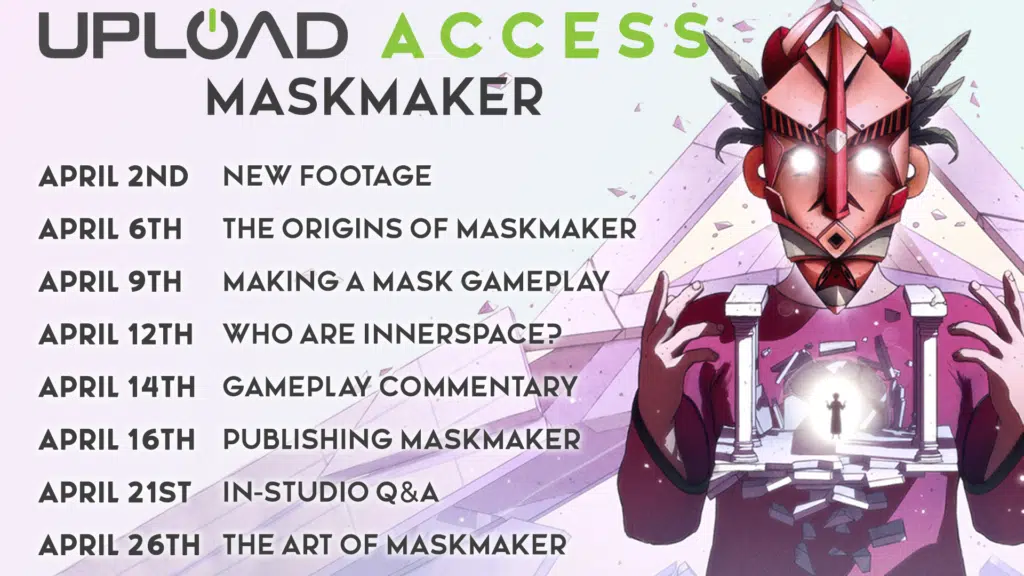 UPLOAD ACCESS
MASKMAKER
APRIL 2ND NEW FOOTAGE
APRIL 6TH THE ORIGINS OF MASKMAKER
APRIL 9TH MAKING A MASK GAMEPLAY
APRIL 12TH WHO ARE INNERSPACE?
APRIL 14TH GAMEPLAY COMMENTARY
APRIL 16TH PUBLISHING MASKMAKER
APRIL 21ST IN-STUDIO Q&A
APRIL 26TH THE ART OF MASKMAKER